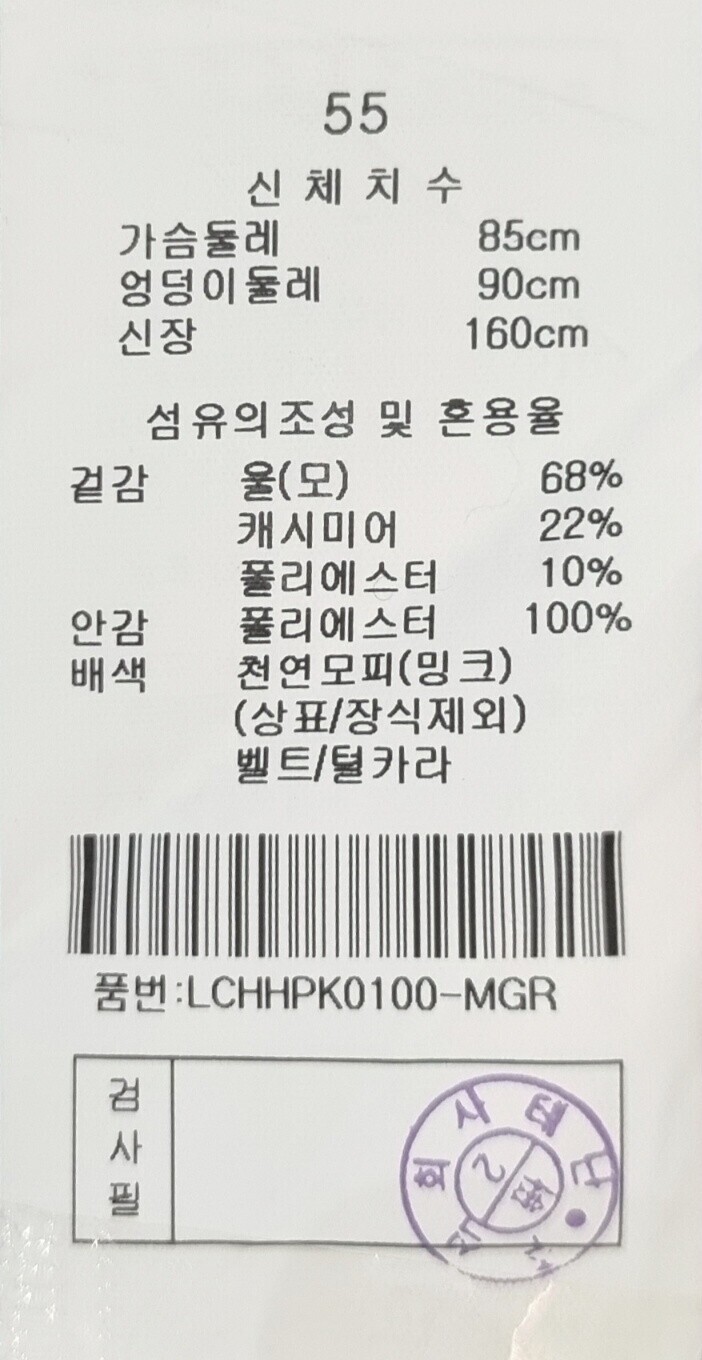 55
신체치수
가슴둘레 85cm
엉덩이둘레 90cm
신장 160cm
섬유의조성 및 혼용율
겉감 울(모) 68%
캐시미어 22%
폴리에스터 10%
안감 폴리에스터 100%
배색 천연모피(밍크)
(상표/장식제외)
벨트/털카라
품번:LCHHPK0100-MGR
검사필